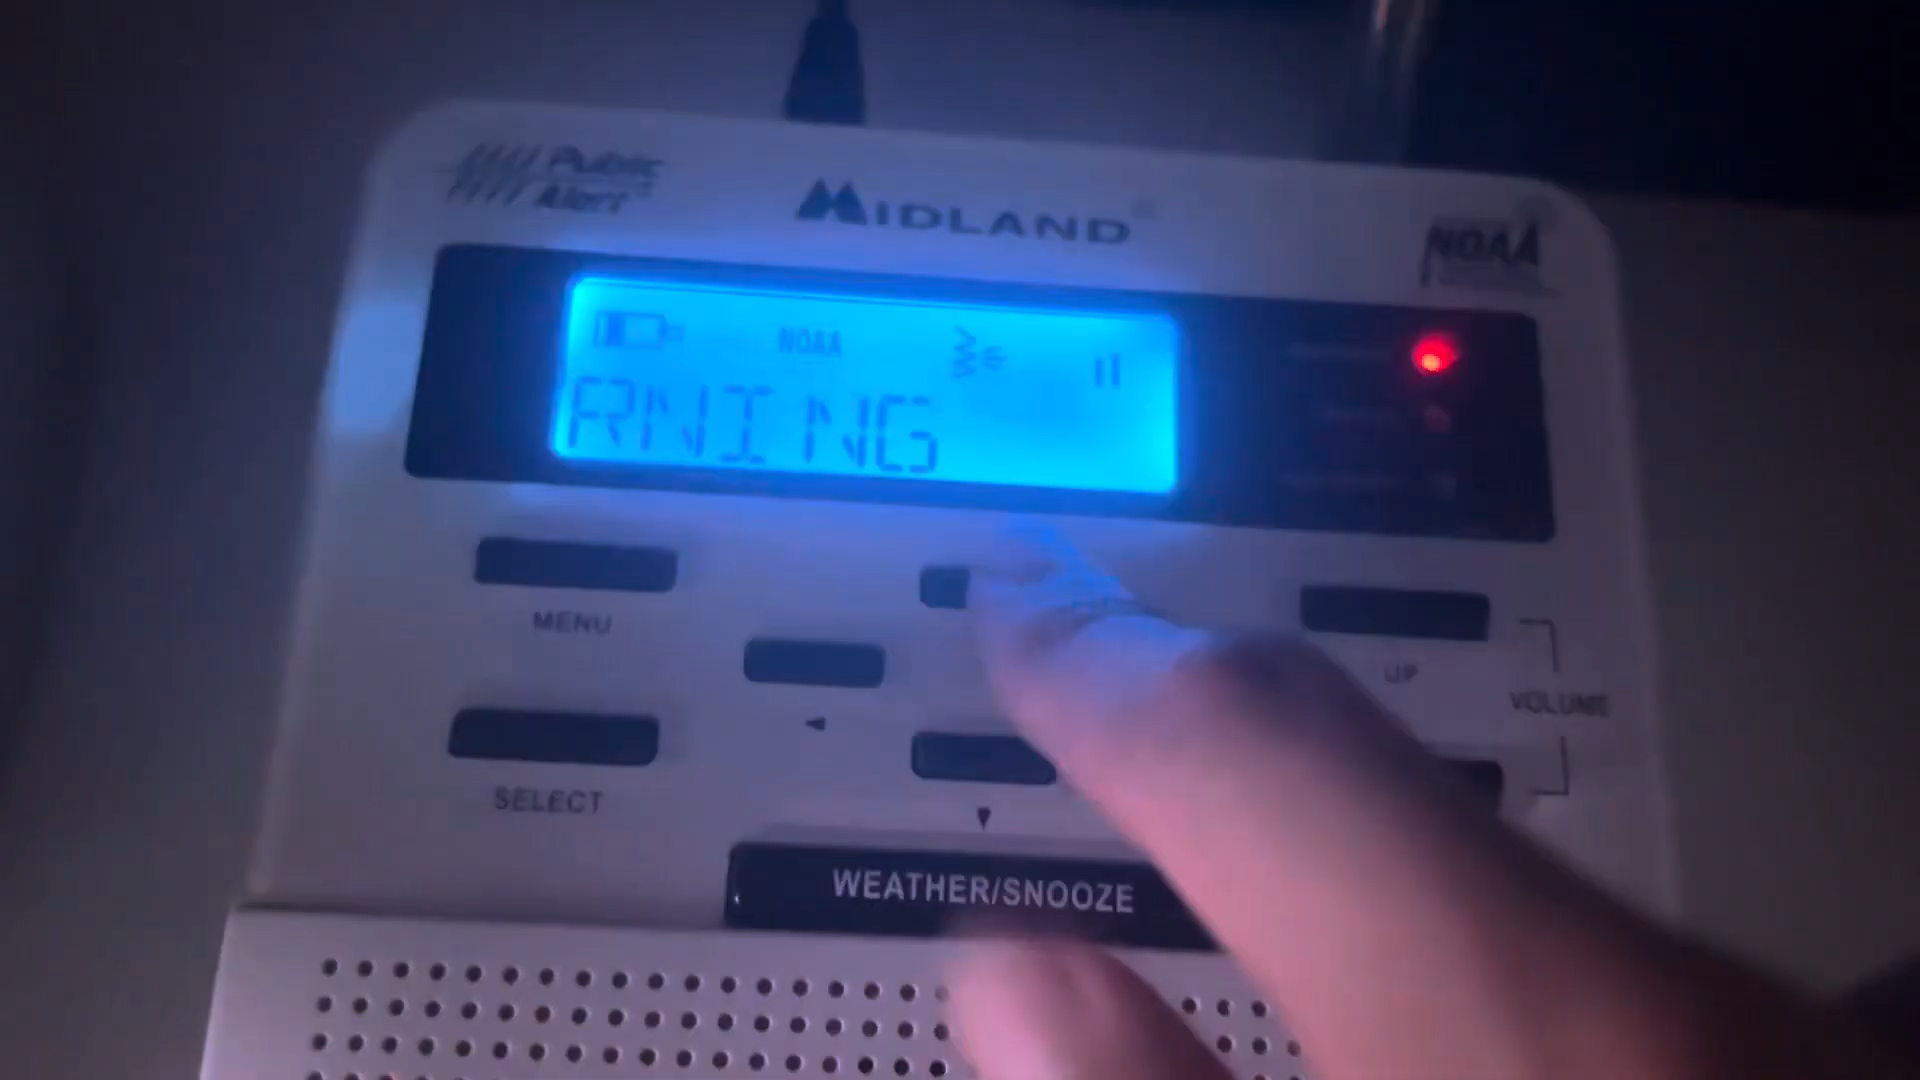 Public
Alert
MIDLAND
NOAA
NOAA
RNING
MENU
UP
VOLUME
SELECT
WEATHER/SNOOZE